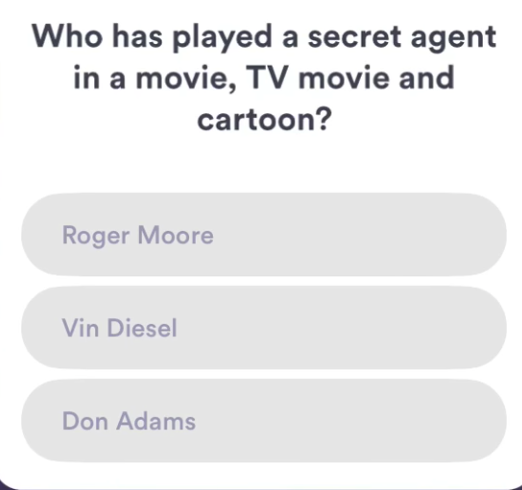 Who has played a secret agent
in a movie, TV movie and
cartoon?
Roger Moore
Vin Diesel
Don Adams